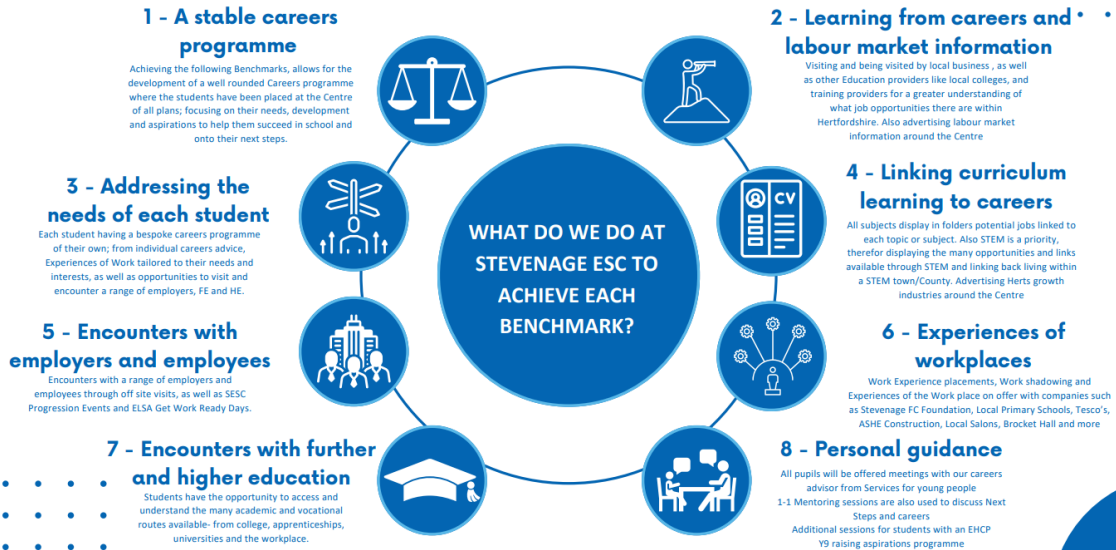 1 - A stable careers
programme
Achieving the following Benchmarks, allows for the
development of a well rounded Careers programme
where the students have been placed at the Centre
of all plans; focusing on their needs, development
and aspirations to help them succeed in school and
onto their next steps.
2 - Learning from careers and
labour market information
Visiting and being visited by local business , as well
as other Education providers like local colleges, and
training providers for a greater understanding of
what job opportunities there are within
Hertfordshire. Also advertising labour market
information around the Centre
3 - Addressing the
needs of each student
Each student having a bespoke careers programme
of their own; from individual careers advice,
Experiences of Work tailored to their needs and
interests, as well as opportunities to visit and
encounter a range of employers, FE and HE.
CV
4 - Linking curriculum
learning to careers
All subjects display in folders potential jobs linked to
each topic or subject. Also STEM is a priority,
therefor displaying the many opportunities and links
available through STEM and linking back living within
a STEM town/County. Advertising Herts growth
industries around the Centre
WHAT DO WE DO AT
STEVENAGE ESC TO
ACHIEVE EACH
BENCHMARK?
5 - Encounters with
employers and employees
Encounters with a range of employers and
employees through off site visits, as well as SESC
Progression Events and ELSA Get Work Ready Days.
6 - Experiences of
workplaces
Work Experience placements, Work shadowing and
Experiences of the Work place on offer with companies such
as Stevenage FC Foundation, Local Primary Schools, Tesco's,
ASHE Construction, Local Salons, Brocket Hall and more
7 - Encounters with further
and higher education
Students have the opportunity to access and
understand the many academic and vocational
routes available- from college, apprenticeships,
universities and the workplace.
8 - Personal guidance
All pupils will be offered meetings with our careers
advisor from Services for young people
1-1 Mentoring sessions are also used to discuss Next
Steps and careers
Additional sessions for students with an EHCP
Y9 raising aspirations programme